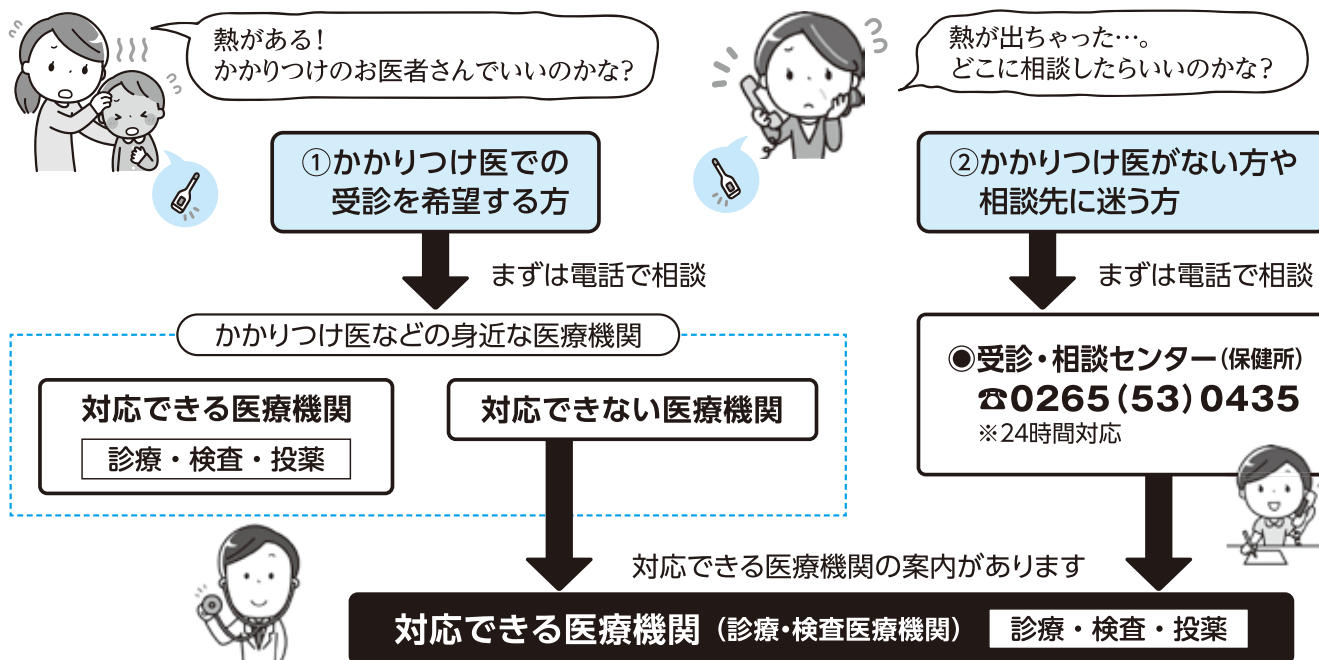 熱がある！
かかりつけのお医者さんでいいのかな？
熱が出ちゃった…。
どこに相談したらいいのかな？
①かかりつけ医での
受診を希望する方
②かかりつけ医がない方や
相談先に迷う方
まずは電話で相談
まずは電話で相談
かかりつけ医などの身近な医療機関
対応できる医療機関
診療・検査・投薬
対応できない医療機関
◉受診・相談センター（保健所）
☎0265（53）0435
※24時間対応
対応できる医療機関の案内があります
対応できる医療機関（診療・検査医療機関） 診療・検査・投薬